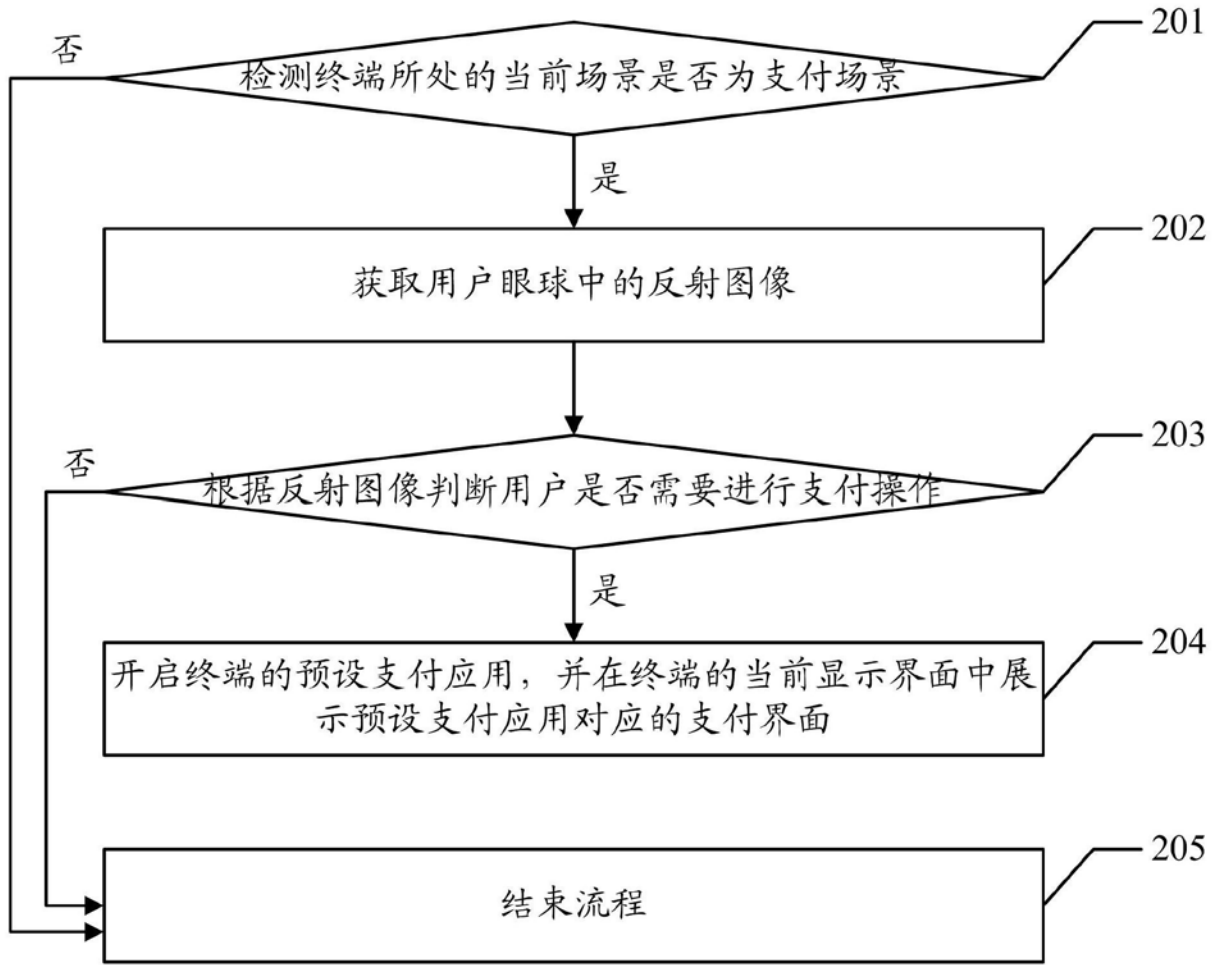 201
否
检测终端所处的当前场景是否为支付场景
是
202
获取用户眼球中的反射图像
203
否
根据反射图像判断用户是否需要进行支付操作
是
204
开启终端的预设支付应用，并在终端的当前显示界面中展
示预设支付应用对应的支付界面
205
结束流程